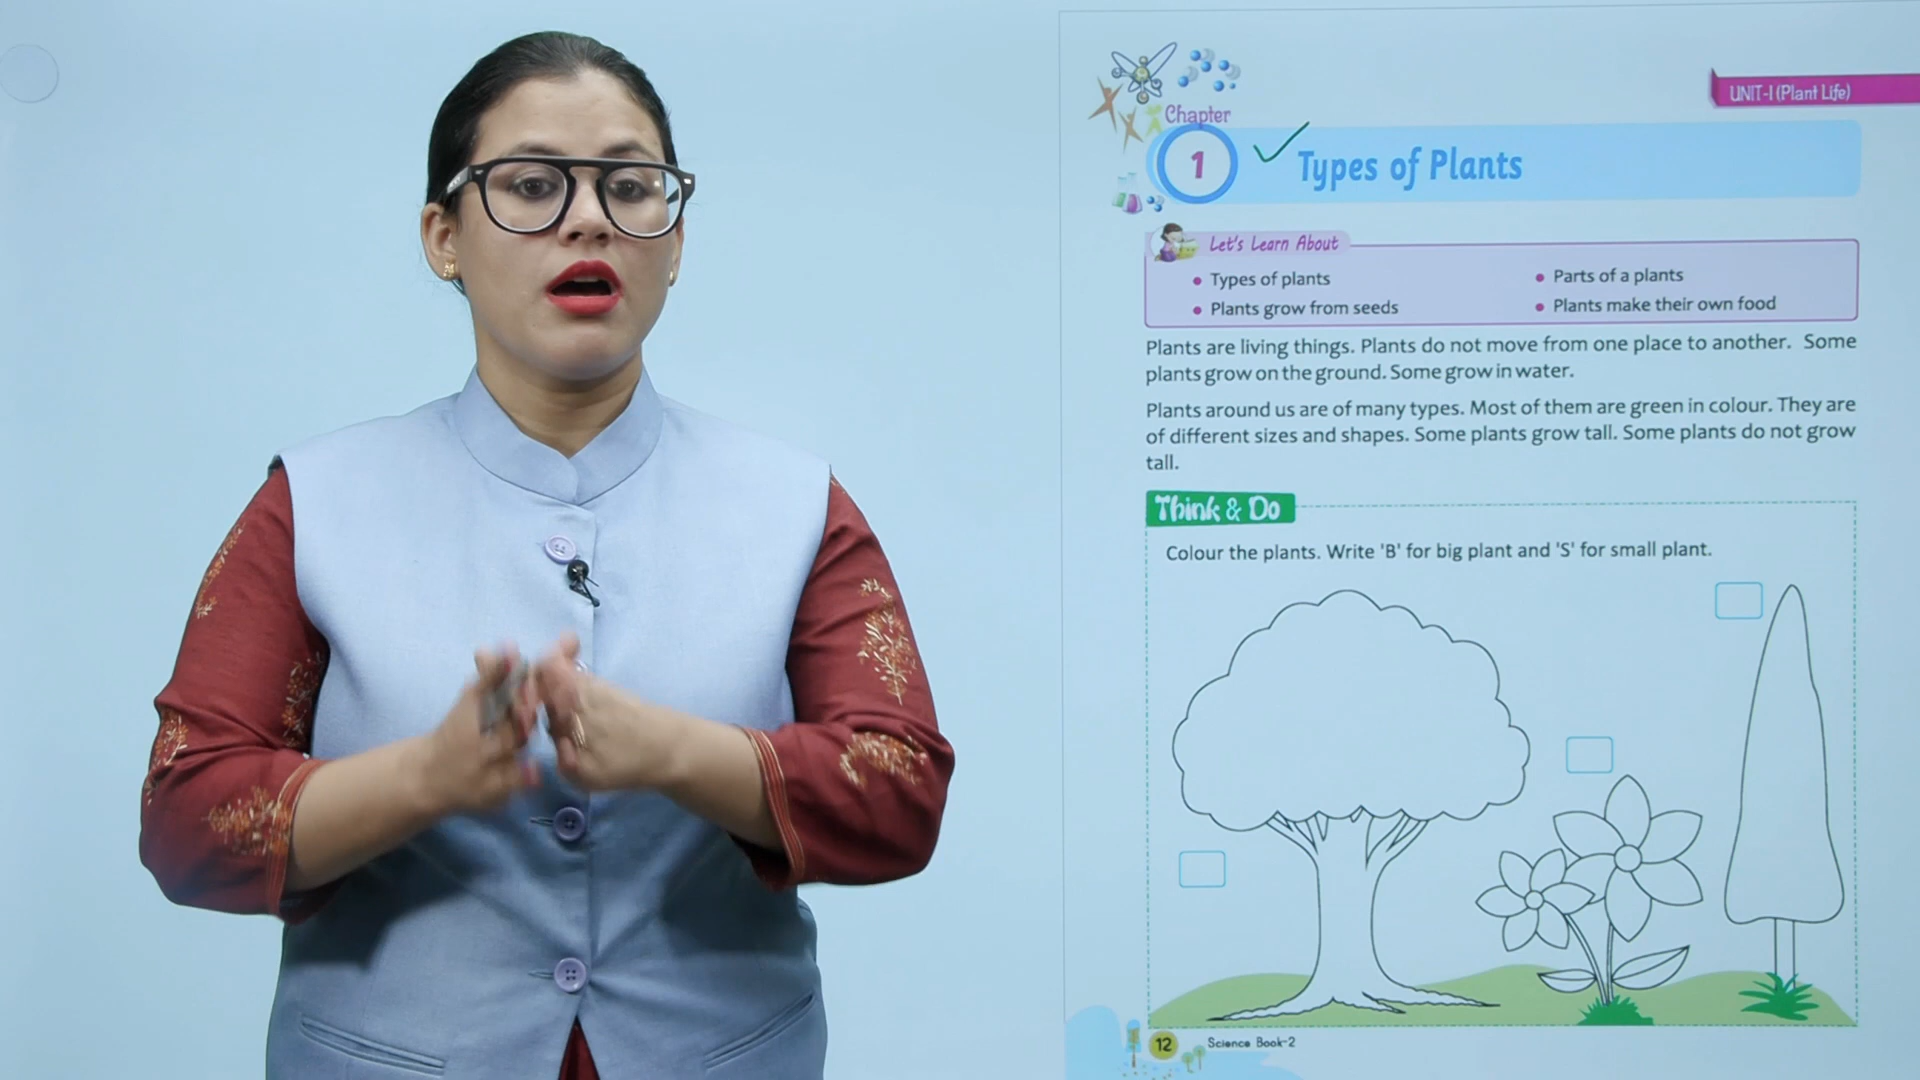 UNIT-I (Plant Life)
Chapter
1
Types of Plants
Let's Learn About
• Types of plants
• Parts of a plants
• Plants grow from seeds
• Plants make their own food
Plants are living things. Plants do not move from one place to another. Some
plants grow on the ground. Some grow in water.
Plants around us are of many types. Most of them are green in colour. They are
of different sizes and shapes. Some plants grow tall. Some plants do not grow
tall.
Think & Do
Colour the plants. Write 'B' for big plant and 'S' for small plant.
12
Science Book-2